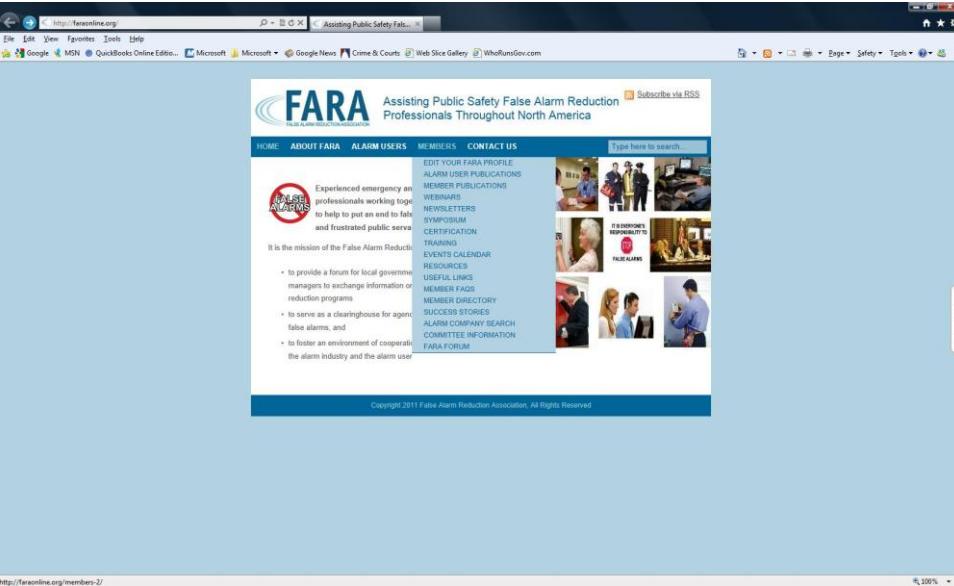 http://faraonline.org/
Assisting Public Safety Fals...
File Edit View Favorites Tools Help
Google MSN QuickBooks Online Editio... Microsoft Microsoft Google News Crime & Courts Web Slice Gallery WhoRunsGov.com
Page Safety Tools
FARA
FALSE ALARM REDUCTION ASSOCIATION
Assisting Public Safety False Alarm Reduction
Professionals Throughout North America
Subscribe via RSS
HOME ABOUT FARA ALARM USERS MEMBERS CONTACT US
Type here to search...
EDIT YOUR FARA PROFILE
ALARM USER PUBLICATIONS
MEMBER PUBLICATIONS
WEBINARS
NEWSLETTERS
SYMPOSIUM
CERTIFICATION
TRAINING
EVENTS CALENDAR
RESOURCES
USEFUL LINKS
MEMBER FAQS
MEMBER DIRECTORY
SUCCESS STORIES
ALARM COMPANY SEARCH
COMMITTEE INFORMATION
FARA FORUM
FALSE
ALARMS
Experienced emergency an
professionals working toge
to help to put an end to fals
and frustrated public serva
It is the mission of the False Alarm Reducti
• to provide a forum for local governme
managers to exchange information or
reduction programs
• to serve as a clearinghouse for agenc
false alarms, and
• to foster an environment of cooperati
the alarm industry and the alarm user
IT IS EVERYONE'S
RESPONSIBILITY TO
STOP
FALSE ALARMS
Copyright 2011 False Alarm Reduction Association, All Rights Reserved
http://faraonline.org/members-2/
100%